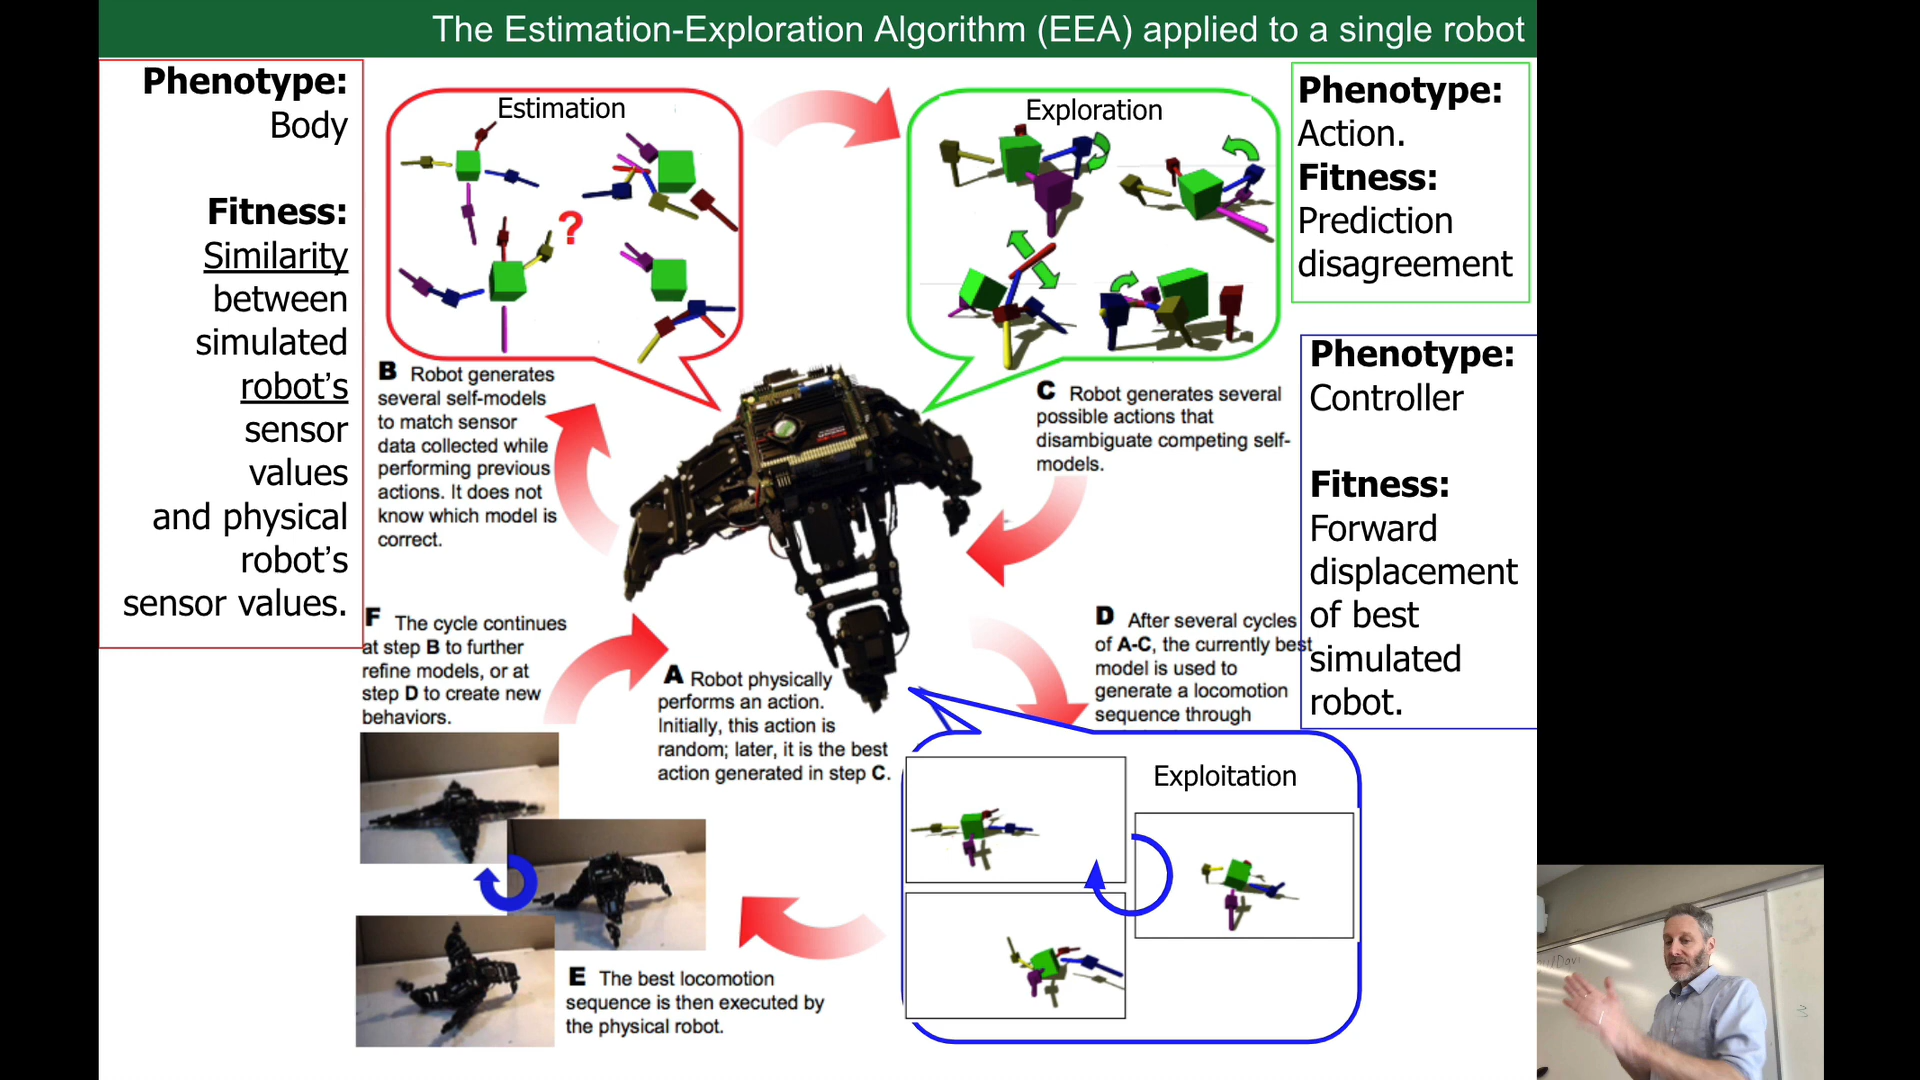 The Estimation-Exploration Algorithm (EEA) applied to a single robot
Phenotype:
Body
Fitness:
Similarity
between
simulated
robot’s
sensor
values
and physical
robot’s
sensor values.
Estimation
?
Exploration
Phenotype:
Action.
Fitness:
Prediction
disagreement
B Robot generates
several self-models
to match sensor
data collected while
performing previous
actions. It does not
know which model is
correct.
C Robot generates several
possible actions that
disambiguate competing self-
models.
Phenotype:
Controller
Fitness:
Forward
displacement
of best
simulated
robot.
F The cycle continues
at step B to further
refine models, or at
step D to create new
behaviors.
A Robot physically
performs an action.
Initially, this action is
random; later, it is the best
action generated in step C.
D After several cycles
of A-C, the currently best
model is used to
generate a locomotion
sequence through
Exploitation
E The best locomotion
sequence is then executed by
the physical robot.